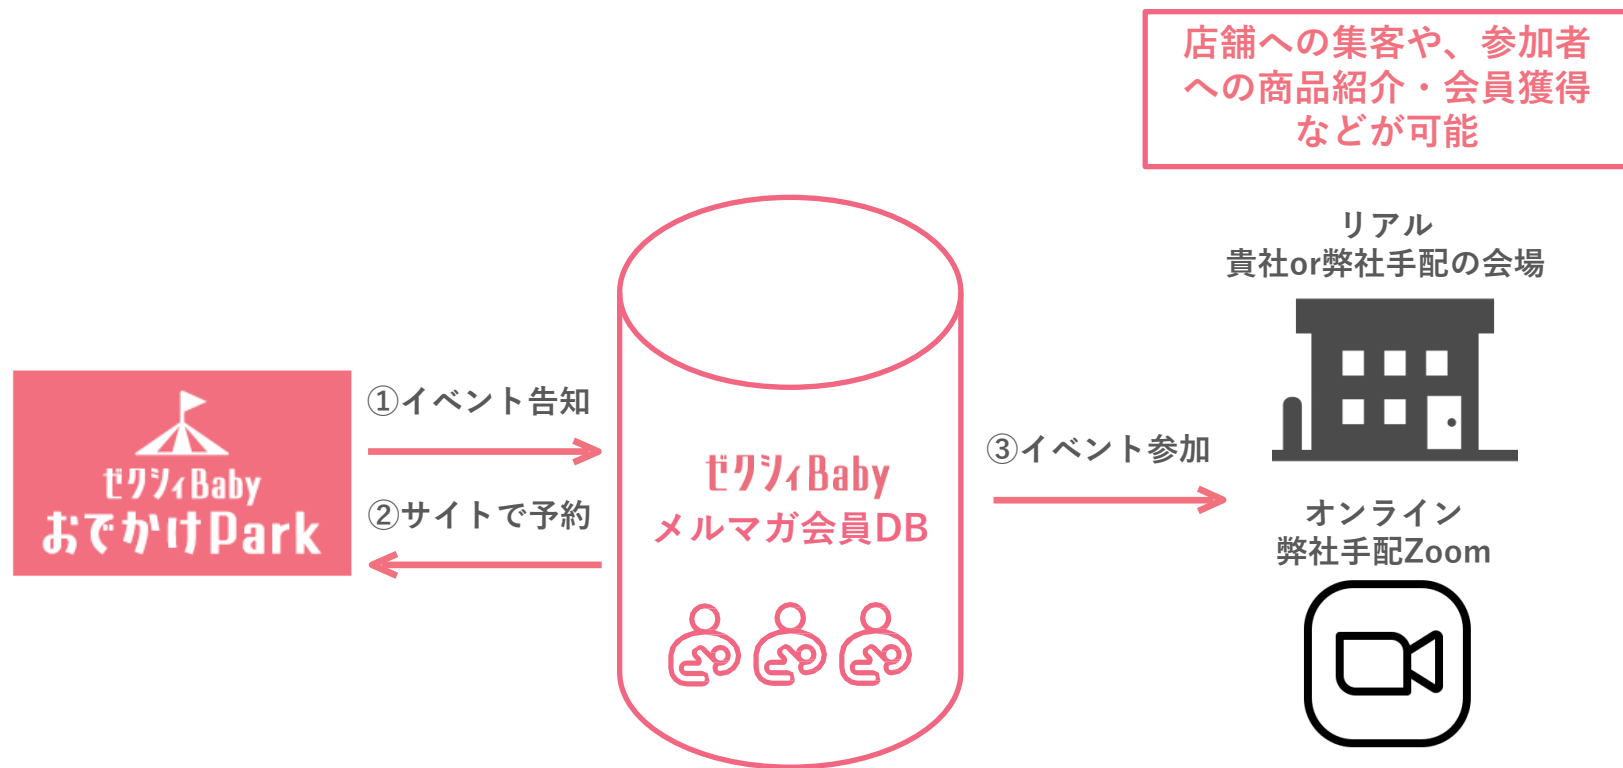 店舗への集客や、参加者
への商品紹介・会員獲得
などが可能
リアル
貴社or弊社手配の会場
ゼクシィBaby
おでかけPark
①イベント告知
②サイトで予約
ゼクシィBaby
メルマガ会員DB
③イベント参加
オンライン
弊社手配Zoom